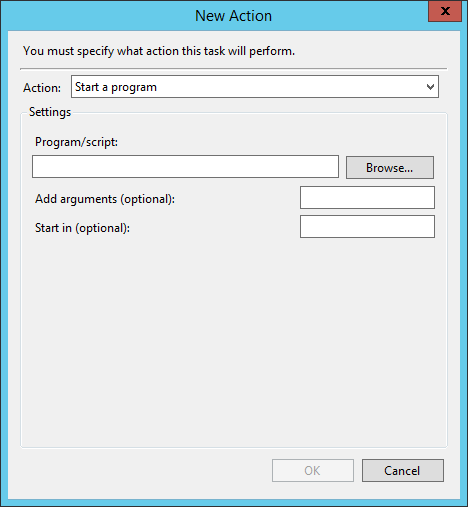 New Action
x
You must specify what action this task will perform.
Action: Start a program
Settings
Program/script:
Browse...
Add arguments (optional):
Start in (optional):
OK Cancel